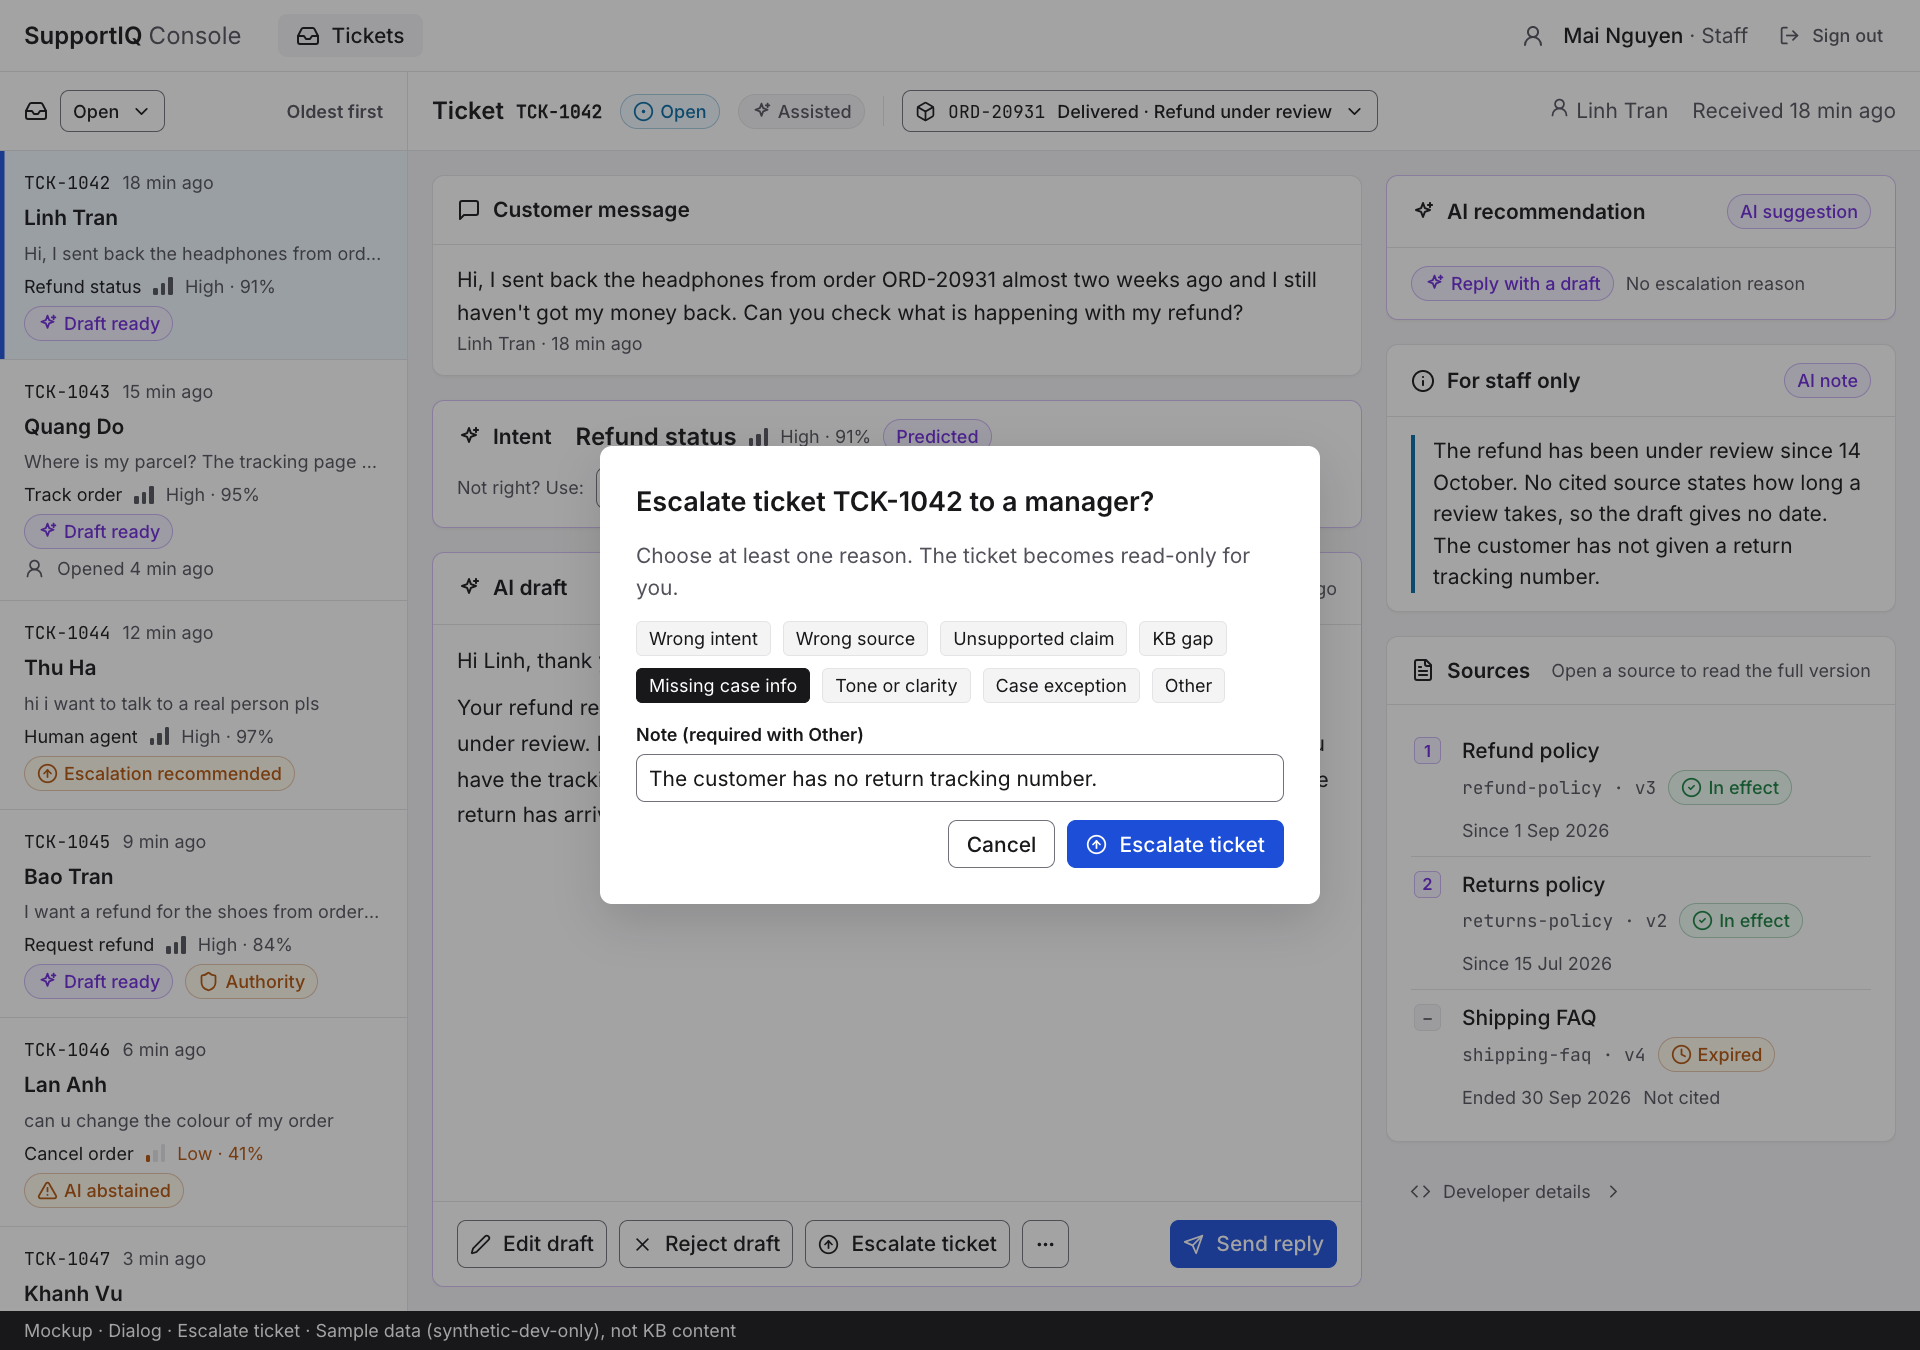 SupportIQ Console
Tickets
Mai Nguyen · Staff
Sign out
Open
Oldest first
TCK-1042 18 min ago
Linh Tran
Hi, I sent back the headphones from ord...
Refund status High · 91%
Draft ready
TCK-1043 15 min ago
Quang Do
Where is my parcel? The tracking page ...
Track order High · 95%
Draft ready
Opened 4 min ago
TCK-1044 12 min ago
Thu Ha
hi i want to talk to a real person pls
Human agent High · 97%
Escalation recommended
TCK-1045 9 min ago
Bao Tran
I want a refund for the shoes from order...
Request refund High · 84%
Draft ready Authority
TCK-1046 6 min ago
Lan Anh
can u change the colour of my order
Cancel order Low · 41%
AI abstained
TCK-1047 3 min ago
Khanh Vu
Ticket TCK-1042 Open Assisted ORD-20931 Delivered · Refund under review
Linh Tran Received 18 min ago
Customer message
Hi, I sent back the headphones from order ORD-20931 almost two weeks ago and I still
haven't got my money back. Can you check what is happening with my refund?
Linh Tran · 18 min ago
Intent Refund status High · 91% Predicted
Not right? Use:
AI draft
Hi Linh, thank
Your refund re
under review.
have the tracki
return has arriv
Escalate ticket TCK-1042 to a manager?
Choose at least one reason. The ticket becomes read-only for
you.
Wrong intent Wrong source Unsupported claim KB gap
Missing case info Tone or clarity Case exception Other
Note (required with Other)
The customer has no return tracking number.
Cancel Escalate ticket
Edit draft Reject draft Escalate ticket ... Send reply
AI recommendation AI suggestion
Reply with a draft No escalation reason
For staff only AI note
The refund has been under review since 14
October. No cited source states how long a
review takes, so the draft gives no date.
The customer has not given a return
tracking number.
Sources Open a source to read the full version
1 Refund policy
refund-policy · v3 In effect
Since 1 Sep 2026
2 Returns policy
returns-policy · v2 In effect
Since 15 Jul 2026
– Shipping FAQ
shipping-faq · v4 Expired
Ended 30 Sep 2026 Not cited
Developer details
Mockup · Dialog · Escalate ticket · Sample data (synthetic-dev-only), not KB content